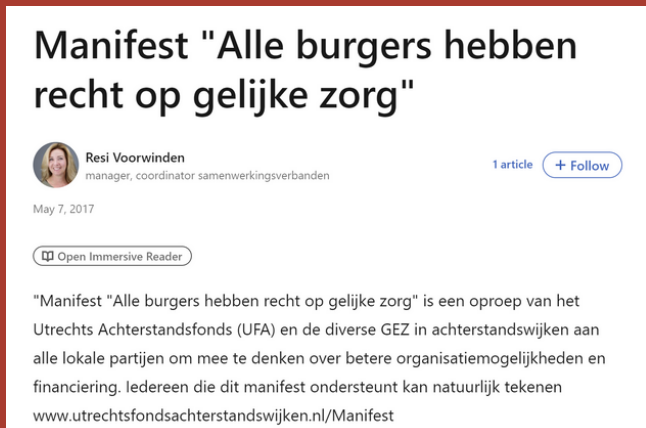 Manifest "Alle burgers hebben
recht op gelijke zorg"
Resi Voorwinden
manager, coordinator samenwerkingsverbanden
1 article
+ Follow
May 7, 2017
Open Immersive Reader
"Manifest "Alle burgers hebben recht op gelijke zorg" is een oproep van het
Utrechts Achterstandsfonds (UFA) en de diverse GEZ in achterstandswijken aan
alle lokale partijen om mee te denken over betere organisatiemogelijkheden en
financiering. Iedereen die dit manifest ondersteunt kan natuurlijk tekenen
www.utrechtsfondsachterstandswijken.nl/Manifest